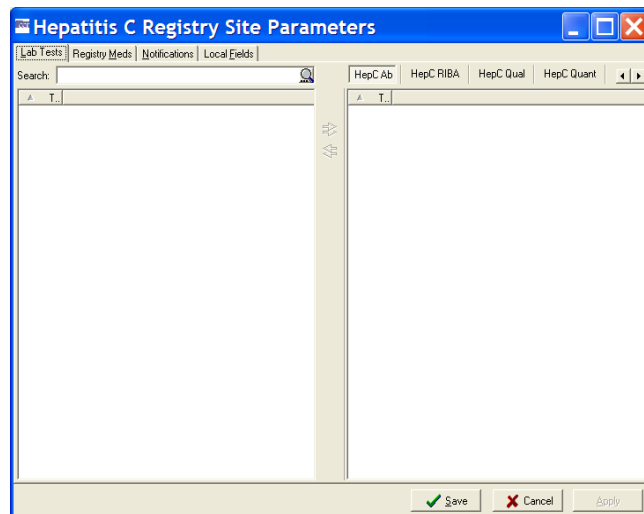 Hepatitis C Registry Site Parameters
Lab Tests Registry Meds Notifications Local Fields
Search: HepC Ab HepC RIBA HepC Qual HepC Quant
T.. T..
Save Cancel Apply